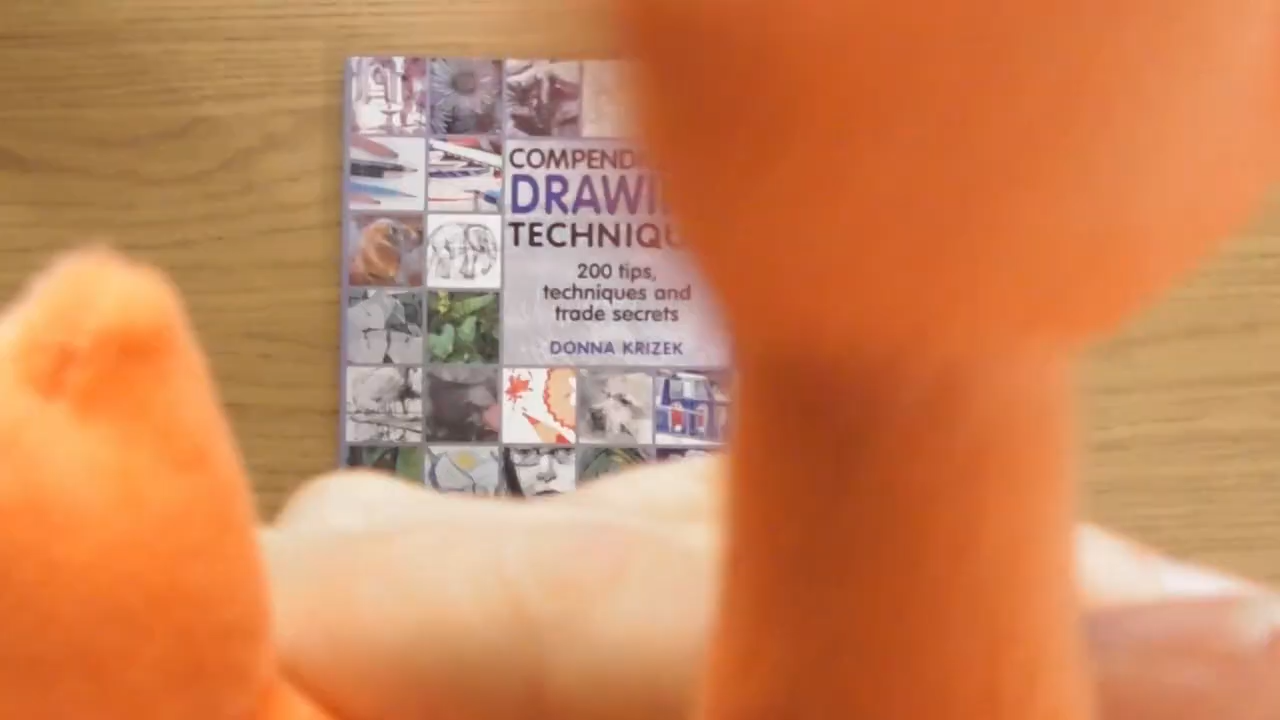 COMPEND
DRAWI
TECHNIQU
200 tips,
techniques and
trade secrets
DONNA KRIZEK